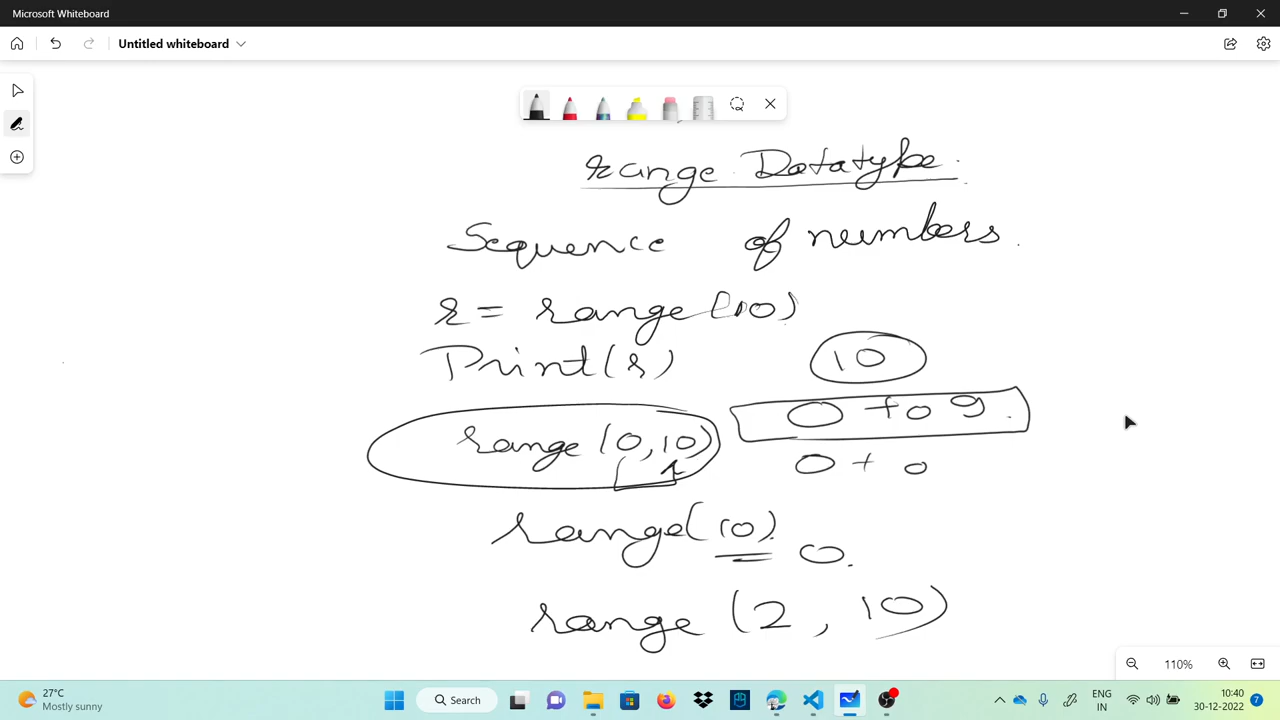 Microsoft Whiteboard
Untitled whiteboard
range Datatype.
Sequence of numbers.
r = range(10)
Print(r)
10
range (0,10)
0 to 9.
0 to
range(10).
0.
range (2, 10)
110%
27°C
Mostly sunny
Search
ENG
IN
10:40
30-12-2022
7